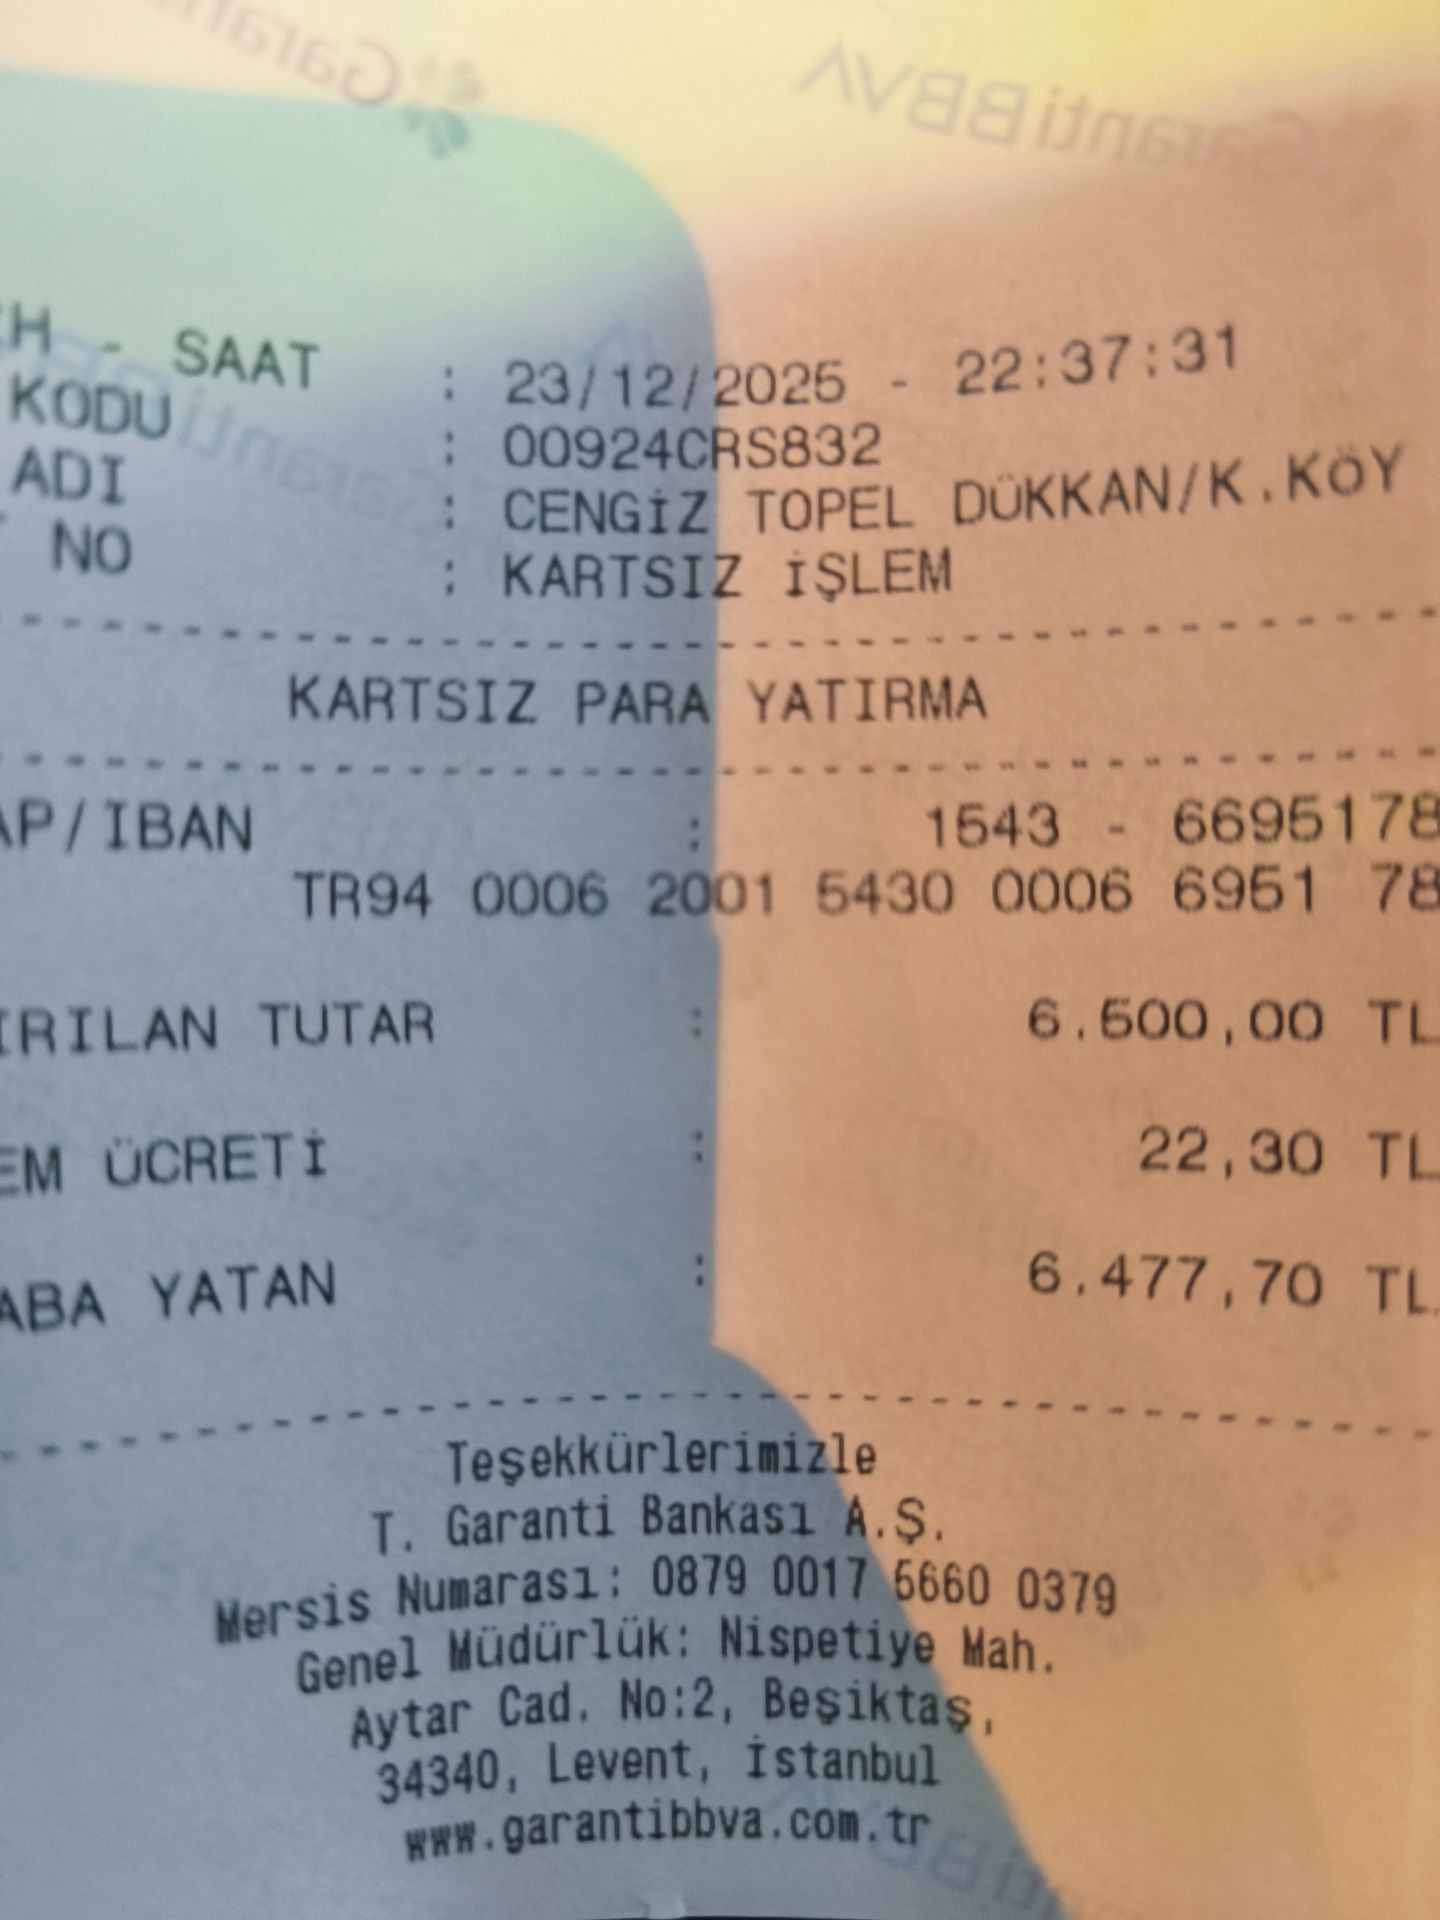 Garanti BBVA
- SAAT : 23/12/2025 - 22:37:31
KODU : 00924CRS832
ADI : CENGİZ TOPEL DÜKKAN/K.KÖY
NO : KARTSIZ İŞLEM
KARTSIZ PARA YATIRMA
AP/IBAN : 1543 - 6695178
TR94 0006 2001 5430 0006 6951 78
IRILAN TUTAR : 6.500,00 TL
EM ÜCRETİ : 22,30 TL
ABA YATAN : 6.477,70 TL
Teşekkürlerimizle
T. Garanti Bankası A.Ş.
Mersis Numarası: 0879 0017 5660 0379
Genel Müdürlük: Nispetiye Mah.
Aytar Cad. No:2, Beşiktaş,
34340, Levent, İstanbul
www.garantibbva.com.tr